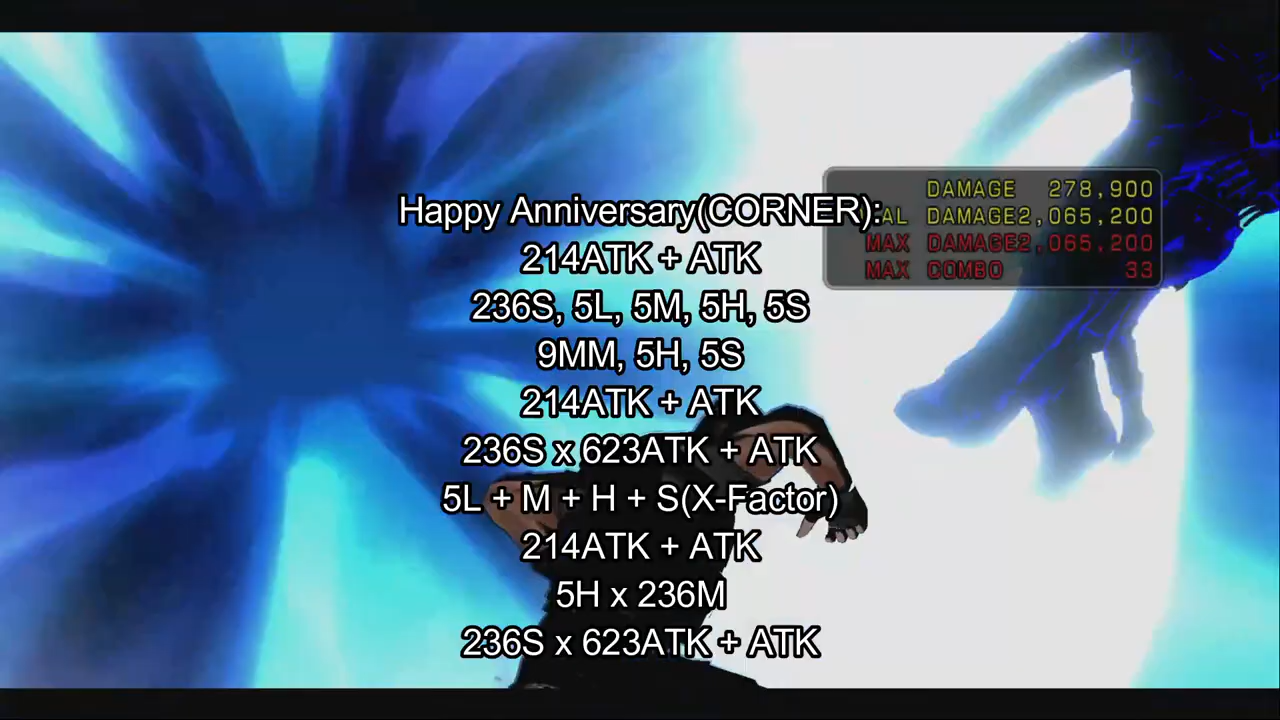 Happy Anniversary(CORNER):
214ATK + ATK
236S, 5L, 5M, 5H, 5S
9MM, 5H, 5S
214ATK + ATK
236S x 623ATK + ATK
5L + M + H + S(X-Factor)
214ATK + ATK
5H x 236M
236S x 623ATK + ATK
DAMAGE 278,900
DAMAGE2,065,200
MAX DAMAGE2,065,200
MAX COMBO 33